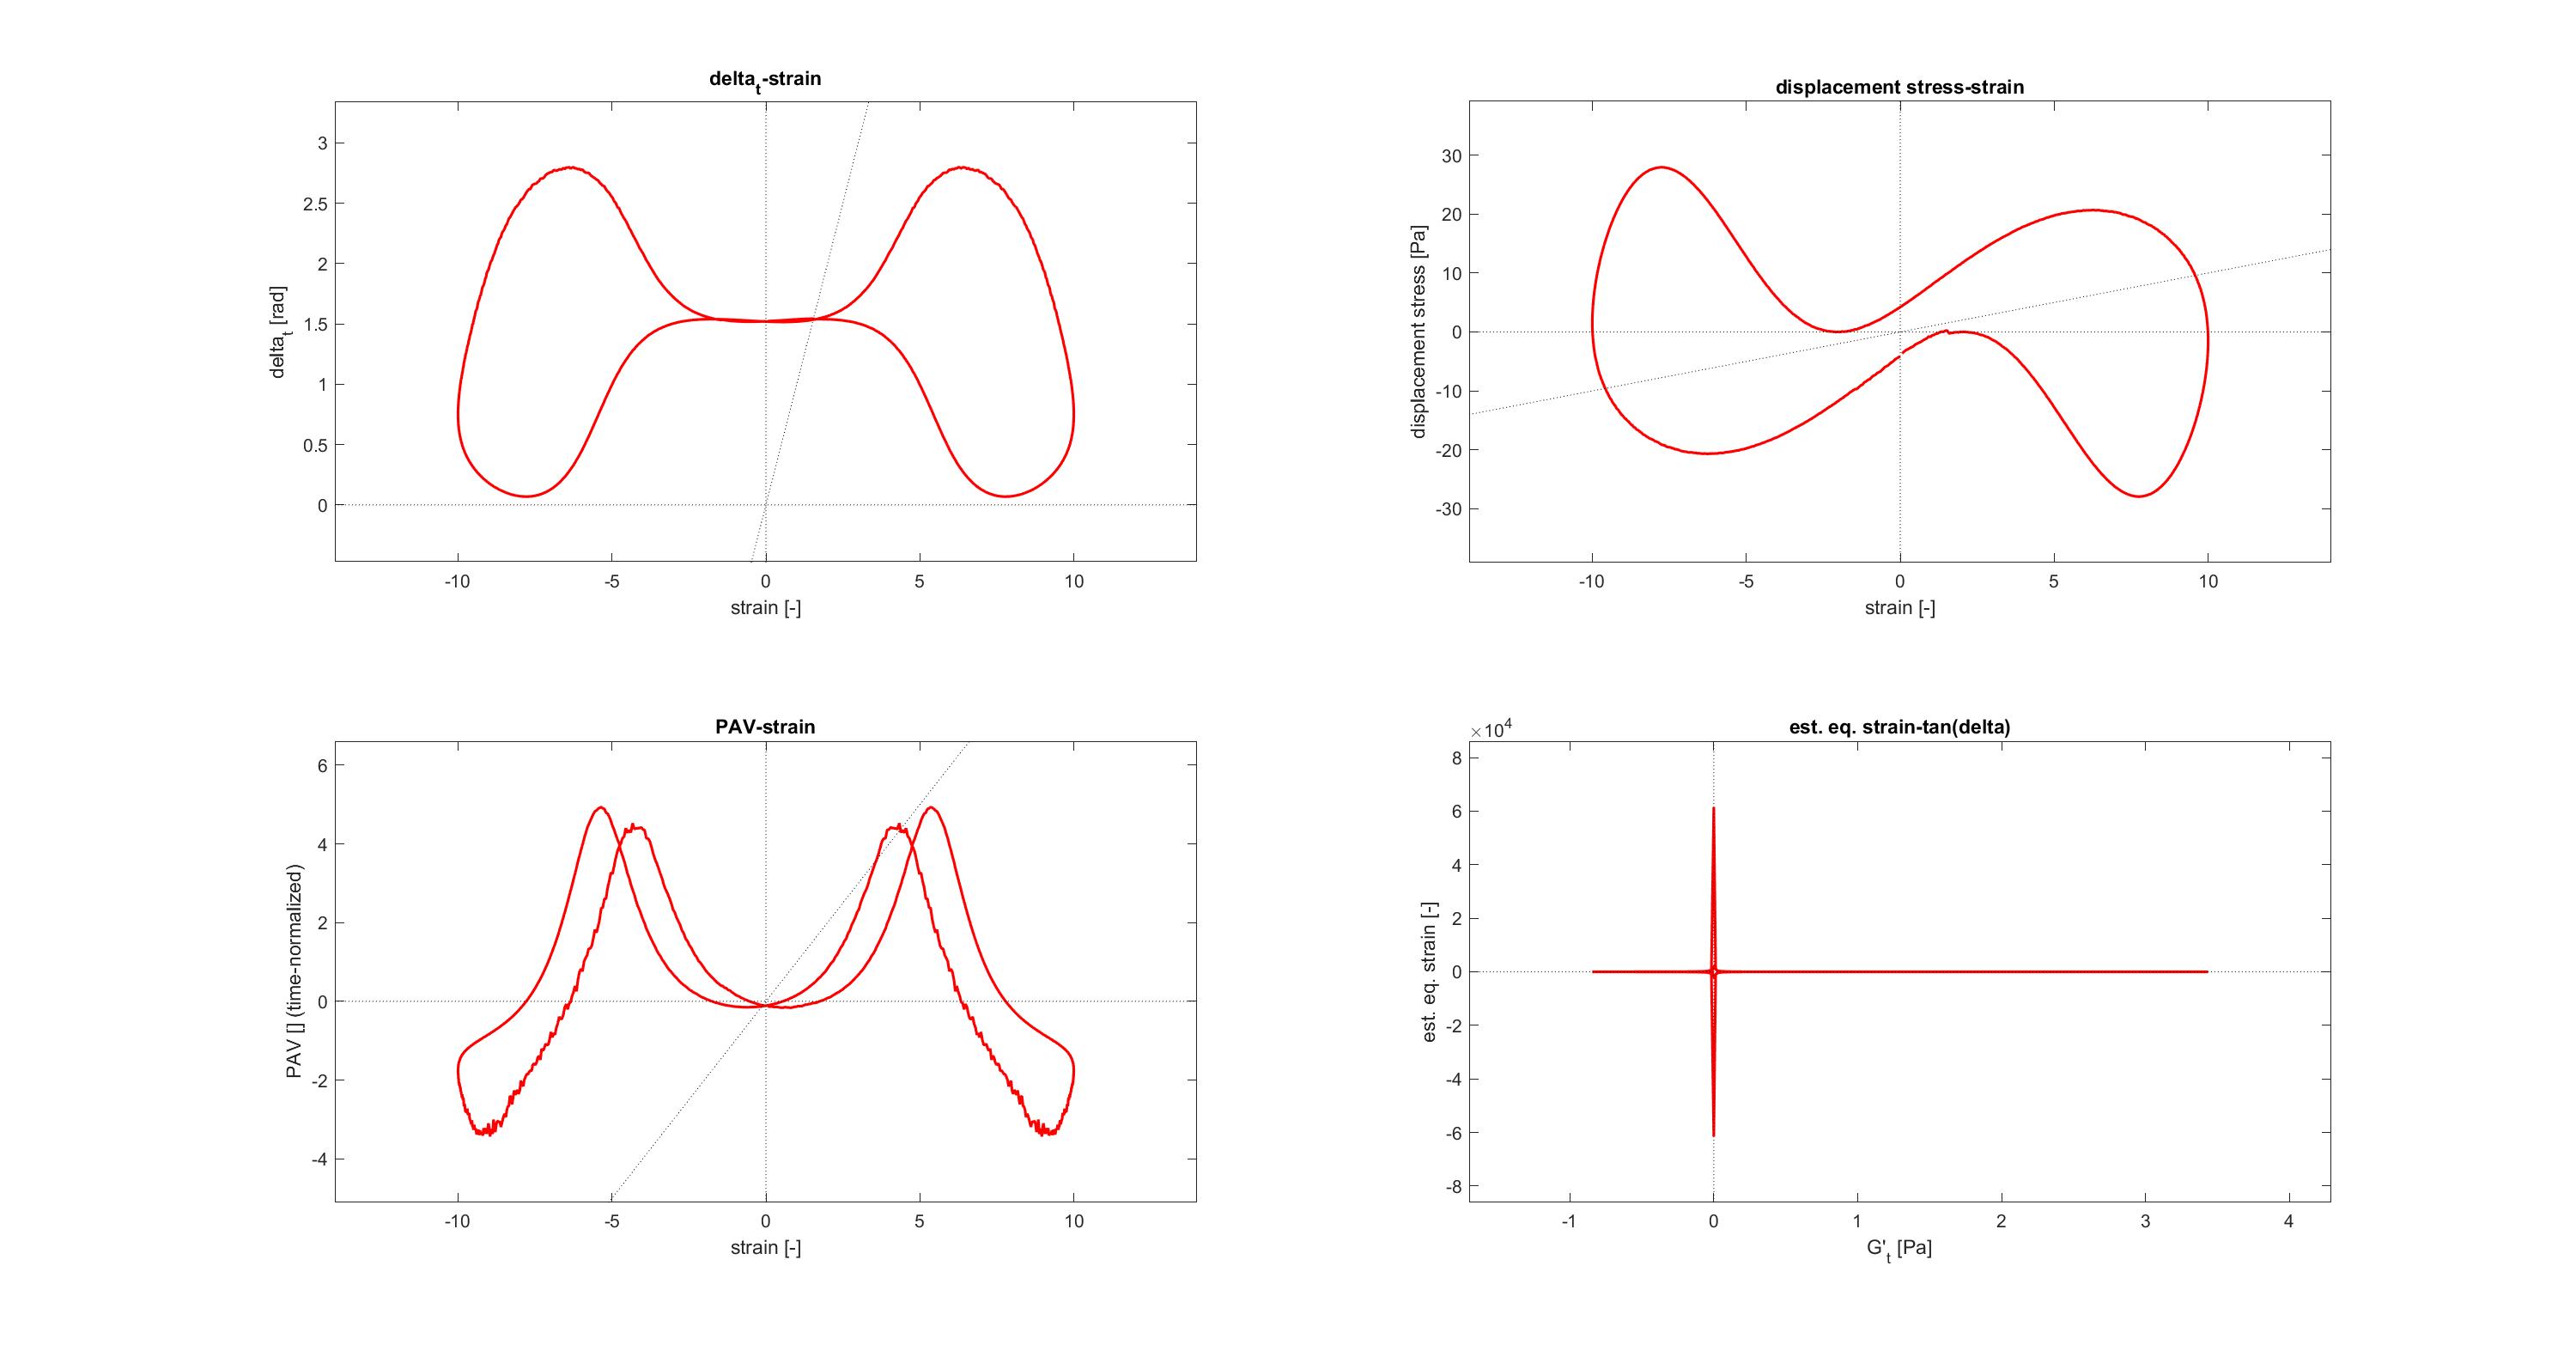 delta_t-strain
3
2.5
2
1.5
1
0.5
0
delta_t [rad]
-10 -5 0 5 10
strain [-]
displacement stress-strain
30
20
10
0
-10
-20
-30
displacement stress [Pa]
-10 -5 0 5 10
strain [-]
PAV-strain
6
4
2
0
-2
-4
PAV [] (time-normalized)
-10 -5 0 5 10
strain [-]
est. eq. strain-tan(delta)
×10^4
8
6
4
2
0
-2
-4
-6
-8
est. eq. strain [-]
-1 0 1 2 3 4
G'_t [Pa]